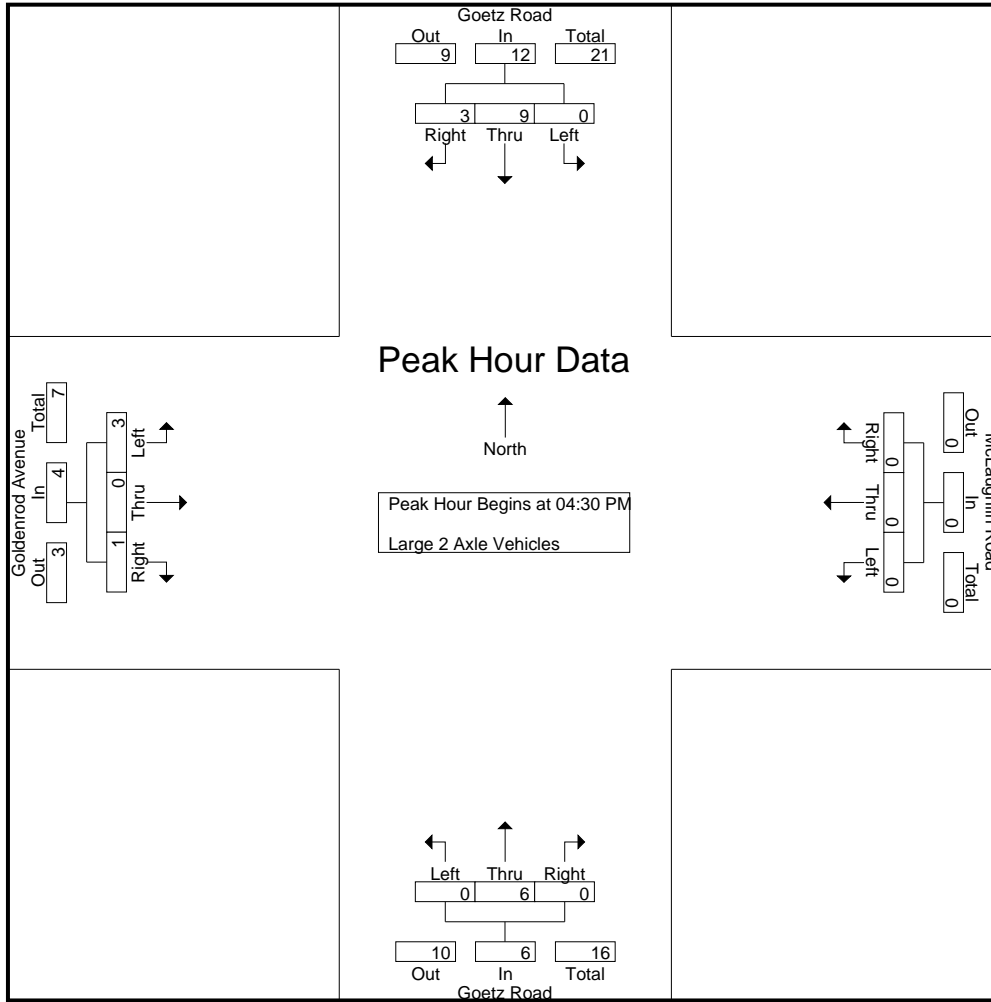 Goetz Road
Out In Total
9 12 21
3 9 0
Right Thru Left
Peak Hour Data
North
Peak Hour Begins at 04:30 PM
Large 2 Axle Vehicles
Goldenrod Avenue
Out In Total
3 4 7
Left Thru Right
3 0 1
Right Thru Left
0 0 0
Out In Total
0 0 0
McLaughlin Road
Left Thru Right
0 6 0
10 6 16
Out In Total
Goetz Road